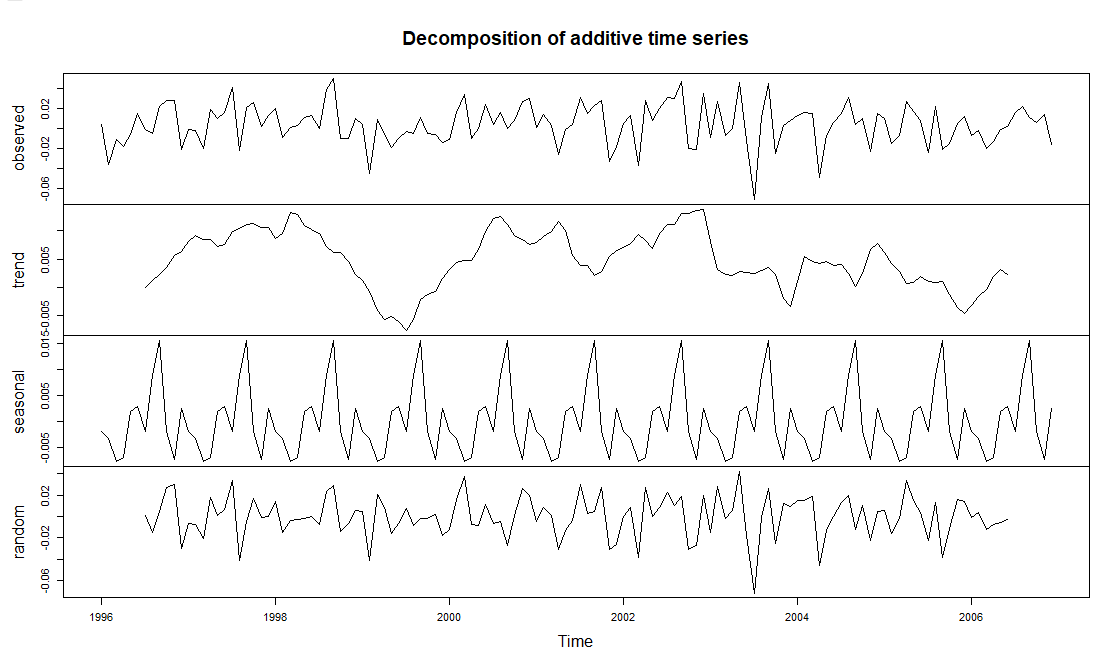 Decomposition of additive time series
observed
-0.06 -0.02 0.02
trend
-0.005 0.005
seasonal
-0.005 0.005 0.015
random
-0.06 -0.02 0.02
1996 1998 2000 2002 2004 2006
Time